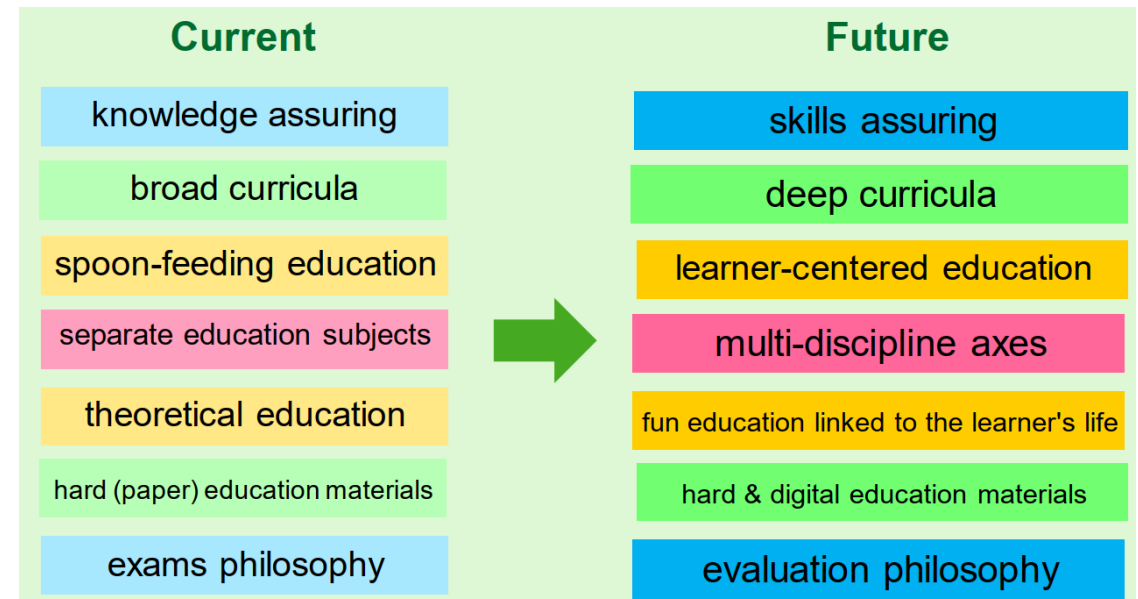 Current
knowledge assuring
broad curricula
spoon-feeding education
separate education subjects
theoretical education
hard (paper) education materials
exams philosophy
Future
skills assuring
deep curricula
learner-centered education
multi-discipline axes
fun education linked to the learner's life
hard & digital education materials
evaluation philosophy